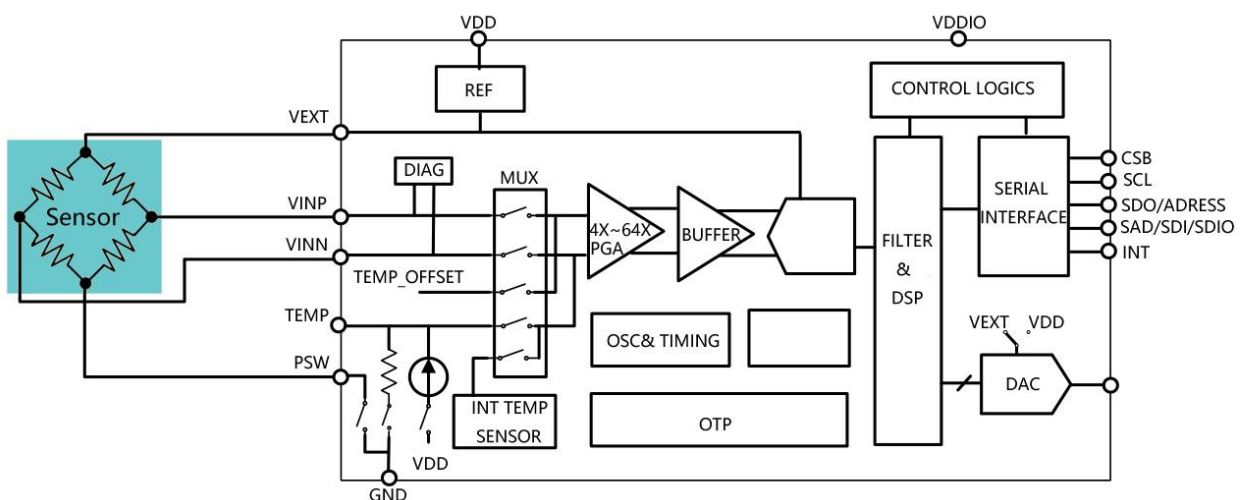 VDD
VDDIO
REF
CONTROL LOGICS
VEXT
DIAG
MUX
CSB
SCL
SERIAL
INTERFACE
SDO/ADRESS
SAD/SDI/SDIO
INT
Sensor
VINP
VINN
4X~64X
PGA
BUFFER
FILTER
&
DSP
TEMP_OFFSET
TEMP
OSC& TIMING
VEXT
VDD
PSW
DAC
INT TEMP
SENSOR
OTP
VDD
GND